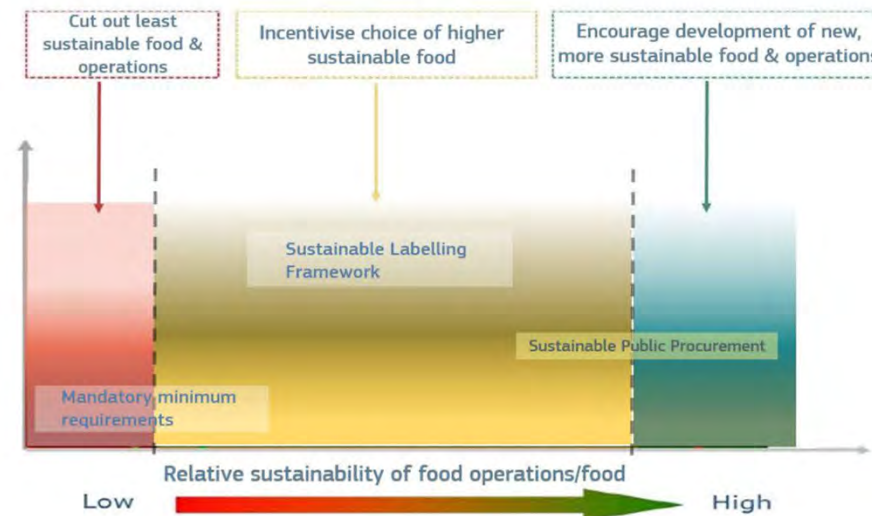 Cut out least
sustainable food &
operations
Incentivise choice of higher
sustainable food
Encourage development of new,
more sustainable food & operations
Sustainable Labelling
Framework
Sustainable Public Procurement
Mandatory minimum
requirements
Relative sustainability of food operations/food
Low
High